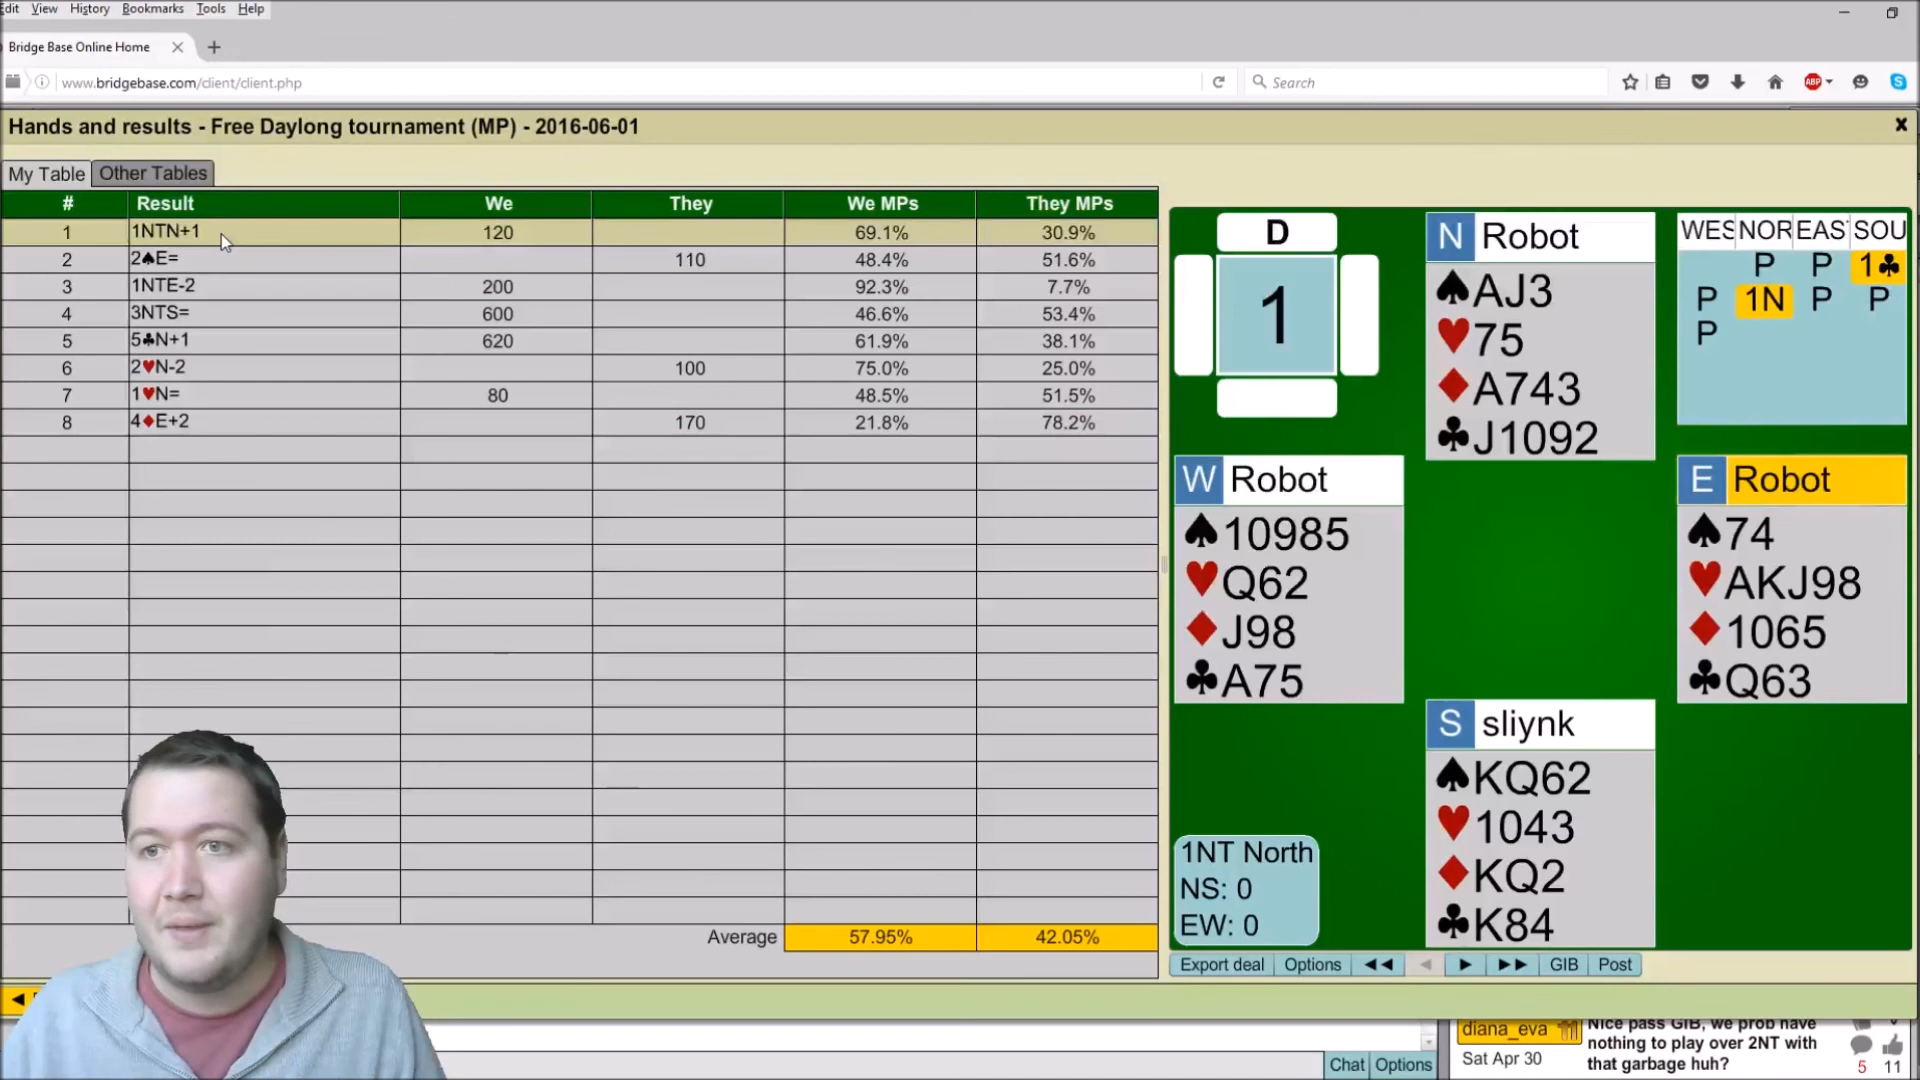 Edit View History Bookmarks Tools Help
Bridge Base Online Home
www.bridgebase.com/client/client.php
Search
ABP
Hands and results - Free Daylong tournament (MP) - 2016-06-01
My Table Other Tables
# Result We They We MPs They MPs
1 1NTN+1 120 69.1% 30.9%
2 2♠E= 110 48.4% 51.6%
3 1NTE-2 200 92.3% 7.7%
4 3NTS= 600 46.6% 53.4%
5 5♣N+1 620 61.9% 38.1%
6 2♥N-2 100 75.0% 25.0%
7 1♥N= 80 48.5% 51.5%
8 4♦E+2 170 21.8% 78.2%
Average 57.95% 42.05%
D
1
N Robot
♠AJ3
♥75
♦A743
♣J1092
WES NOR EAS SOU
P P 1♣
P 1N P P
P
W Robot
♠10985
♥Q62
♦J98
♣A75
E Robot
♠74
♥AKJ98
♦1065
♣Q63
S sliynk
♠KQ62
♥1043
♦KQ2
♣K84
1NT North
NS: 0
EW: 0
Export deal Options GIB Post
Chat Options
diana_eva
Sat Apr 30
Nice pass GIB, we prob have
nothing to play over 2NT with
that garbage huh?
5 11